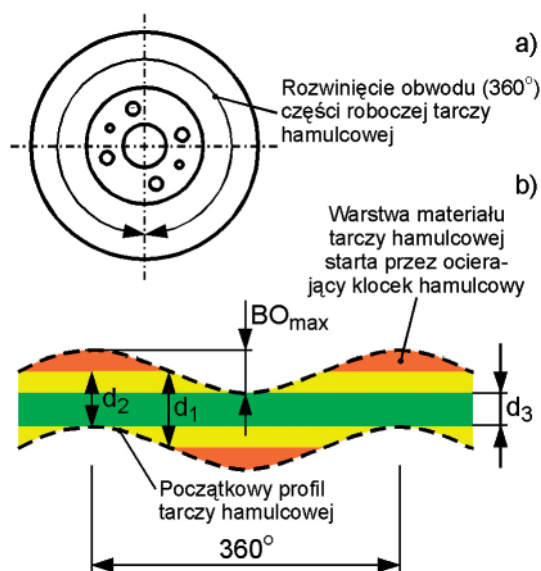 a)
Rozwinięcie obwodu (360°)
części roboczej tarczy
hamulcowej
b)
Warstwa materiału
tarczy hamulcowej
starta przez ociera-
jący klocek hamulcowy
BOmax
d2
d1
d3
Początkowy profil
tarczy hamulcowej
360°